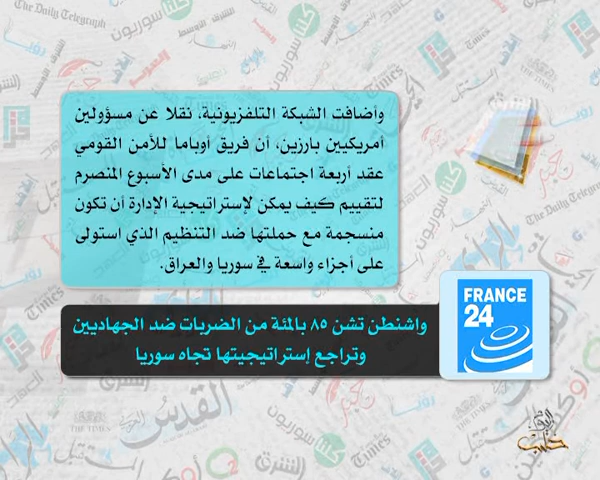 وأضافت الشبكة التلفزيونية، نقلا عن مسؤولين
أمريكيين بارزين، أن فريق أوباما للأمن القومي
عقد أربعة اجتماعات على مدى الأسبوع المنصرم
لتقييم كيف يمكن لإستراتيجية الإدارة أن تكون
منسجمة مع حملتها ضد التنظيم الذي استولى
على أجزاء واسعة في سوريا والعراق.
FRANCE
24
واشنطن تشن ٨٥ بالمئة من الضربات ضد الجهاديين
وتراجع إستراتيجيتها تجاه سوريا